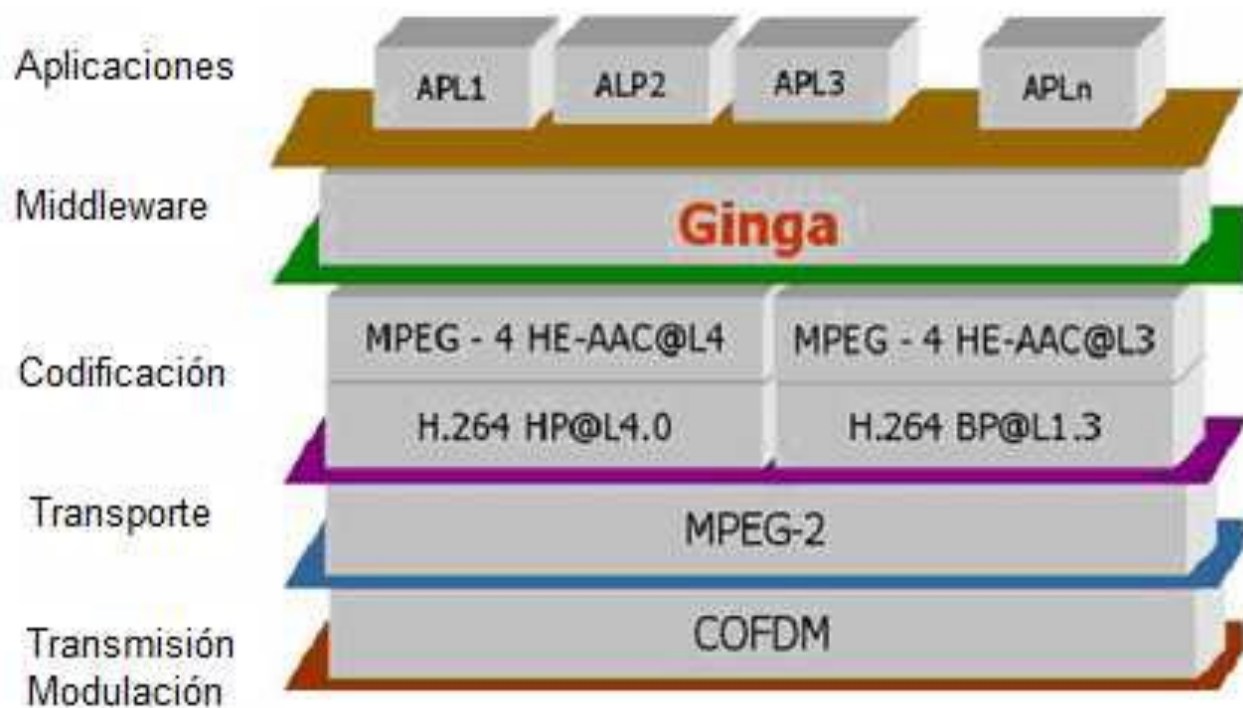 Aplicaciones
APL1
ALP2
APL3
APLn
Middleware
Ginga
Codificación
MPEG - 4 HE-AAC@L4
MPEG - 4 HE-AAC@L3
H.264 HP@L4.0
H.264 BP@L1.3
Transporte
MPEG-2
Transmisión
Modulación
COFDM